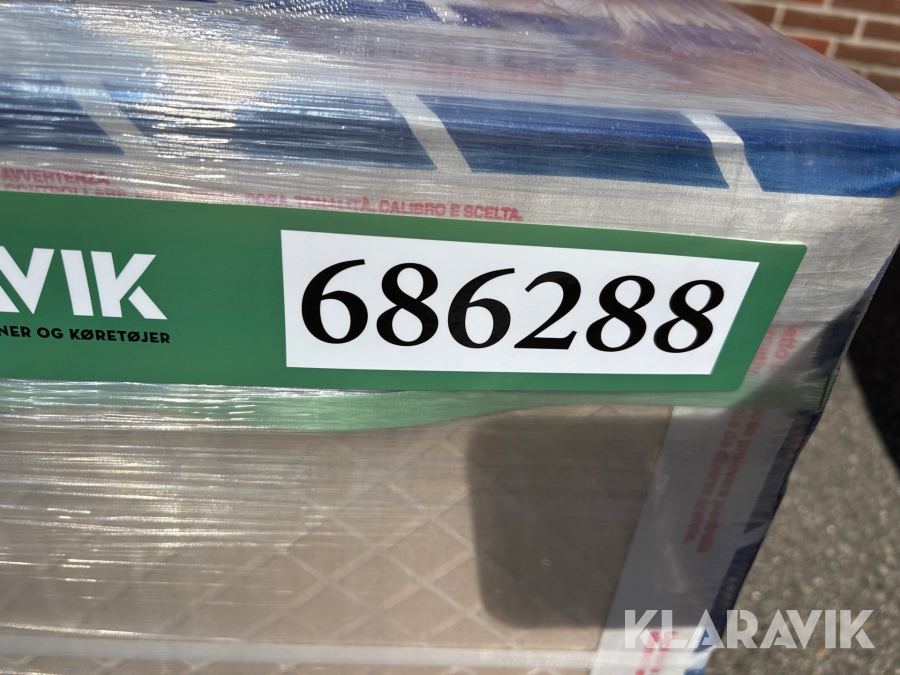 AVVERTENZA
TONALITÀ, CALIBRO E SCELTA.
VIK
NER OG KØRETØJER
686288
KLARAVIK